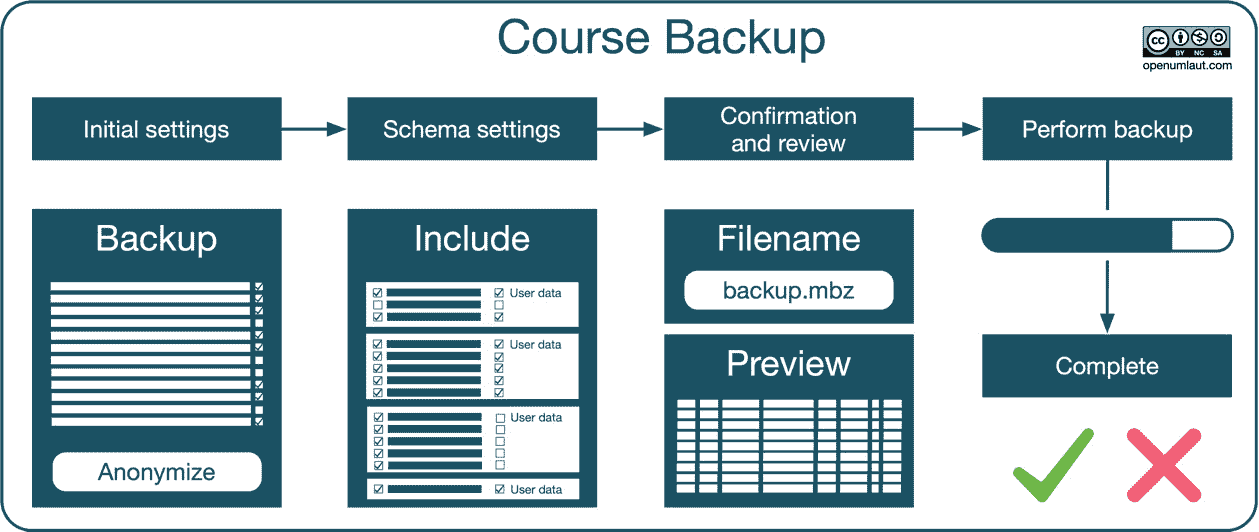 Course Backup
cc
BY NC SA
openumlaut.com
Initial settings
Schema settings
Confirmation
and review
Perform backup
Backup
Anonymize
Include
User data
User data
User data
User data
Filename
backup.mbz
Preview
Complete